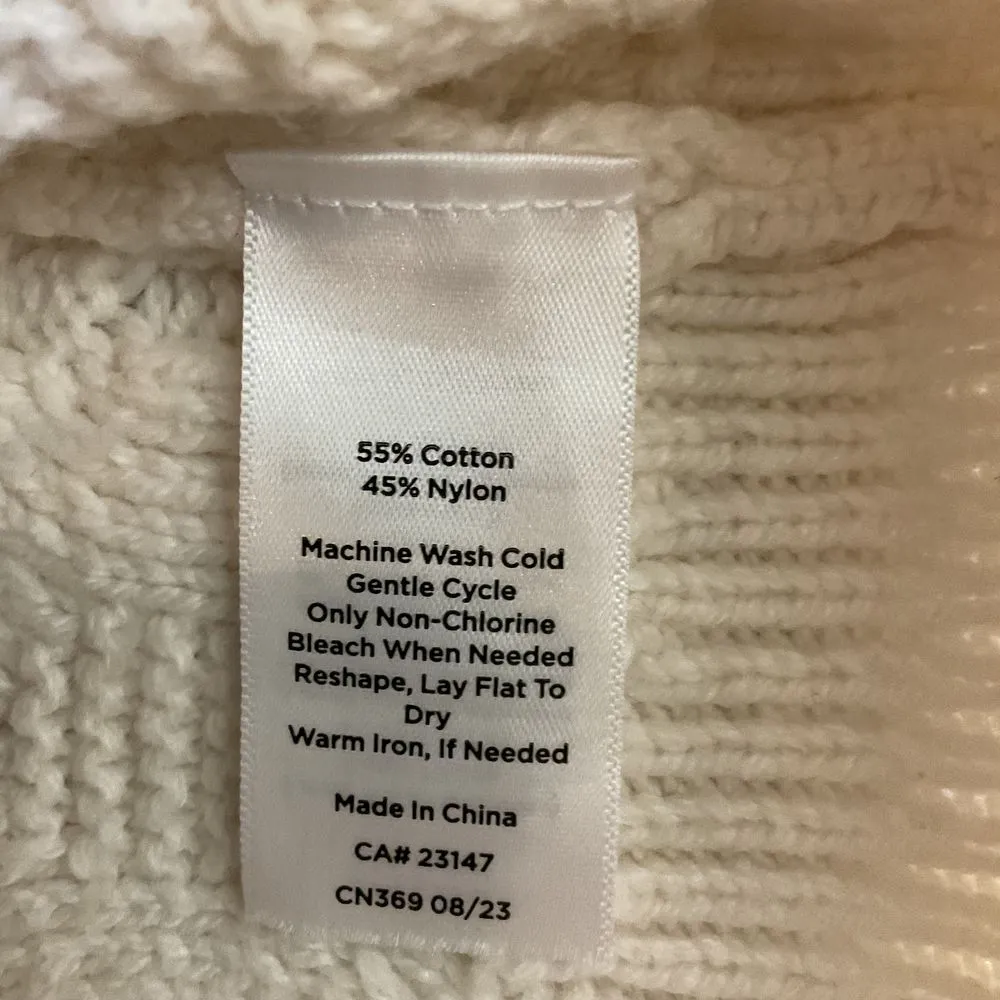 55% Cotton
45% Nylon
Machine Wash Cold
Gentle Cycle
Only Non-Chlorine
Bleach When Needed
Reshape, Lay Flat To
Dry
Warm Iron, If Needed
Made In China
CA# 23147
CN369 08/23